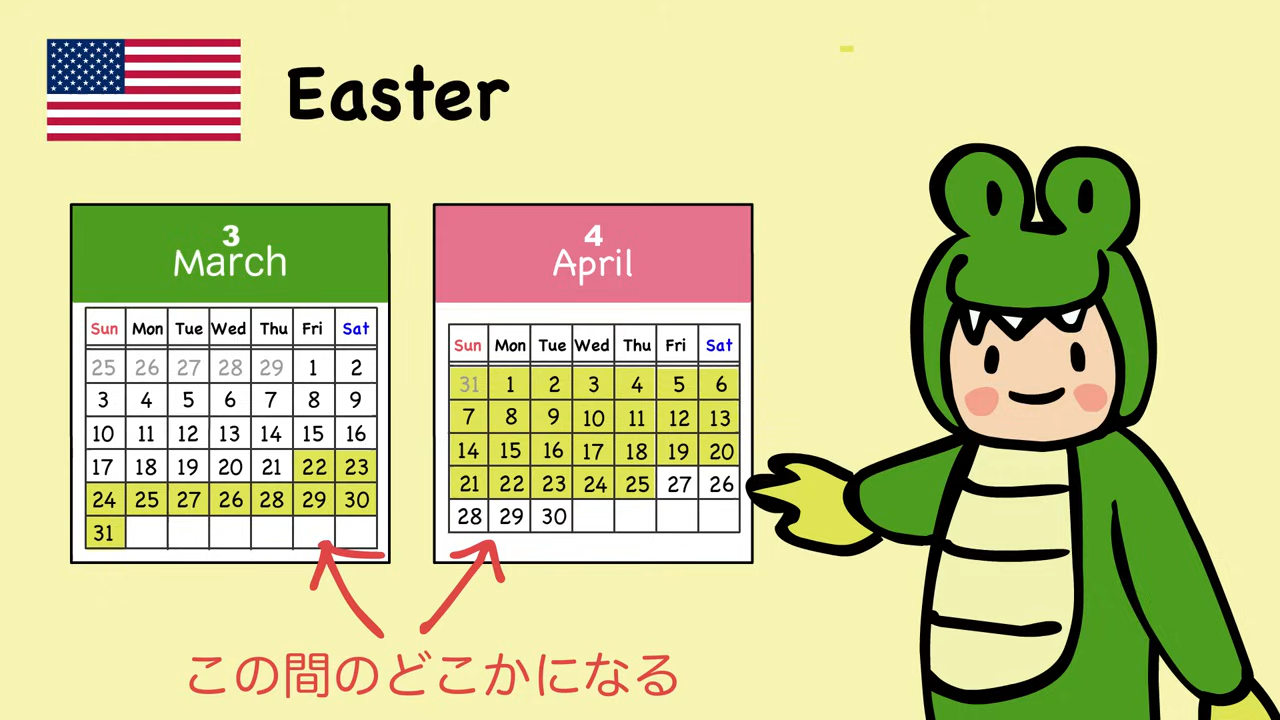 Easter
3
March
Sun Mon Tue Wed Thu Fri Sat
25 26 27 28 29 1 2
3 4 5 6 7 8 9
10 11 12 13 14 15 16
17 18 19 20 21 22 23
24 25 27 26 28 29 30
31
4
April
Sun Mon Tue Wed Thu Fri Sat
31 1 2 3 4 5 6
7 8 9 10 11 12 13
14 15 16 17 18 19 20
21 22 23 24 25 27 26
28 29 30
この間のどこかになる